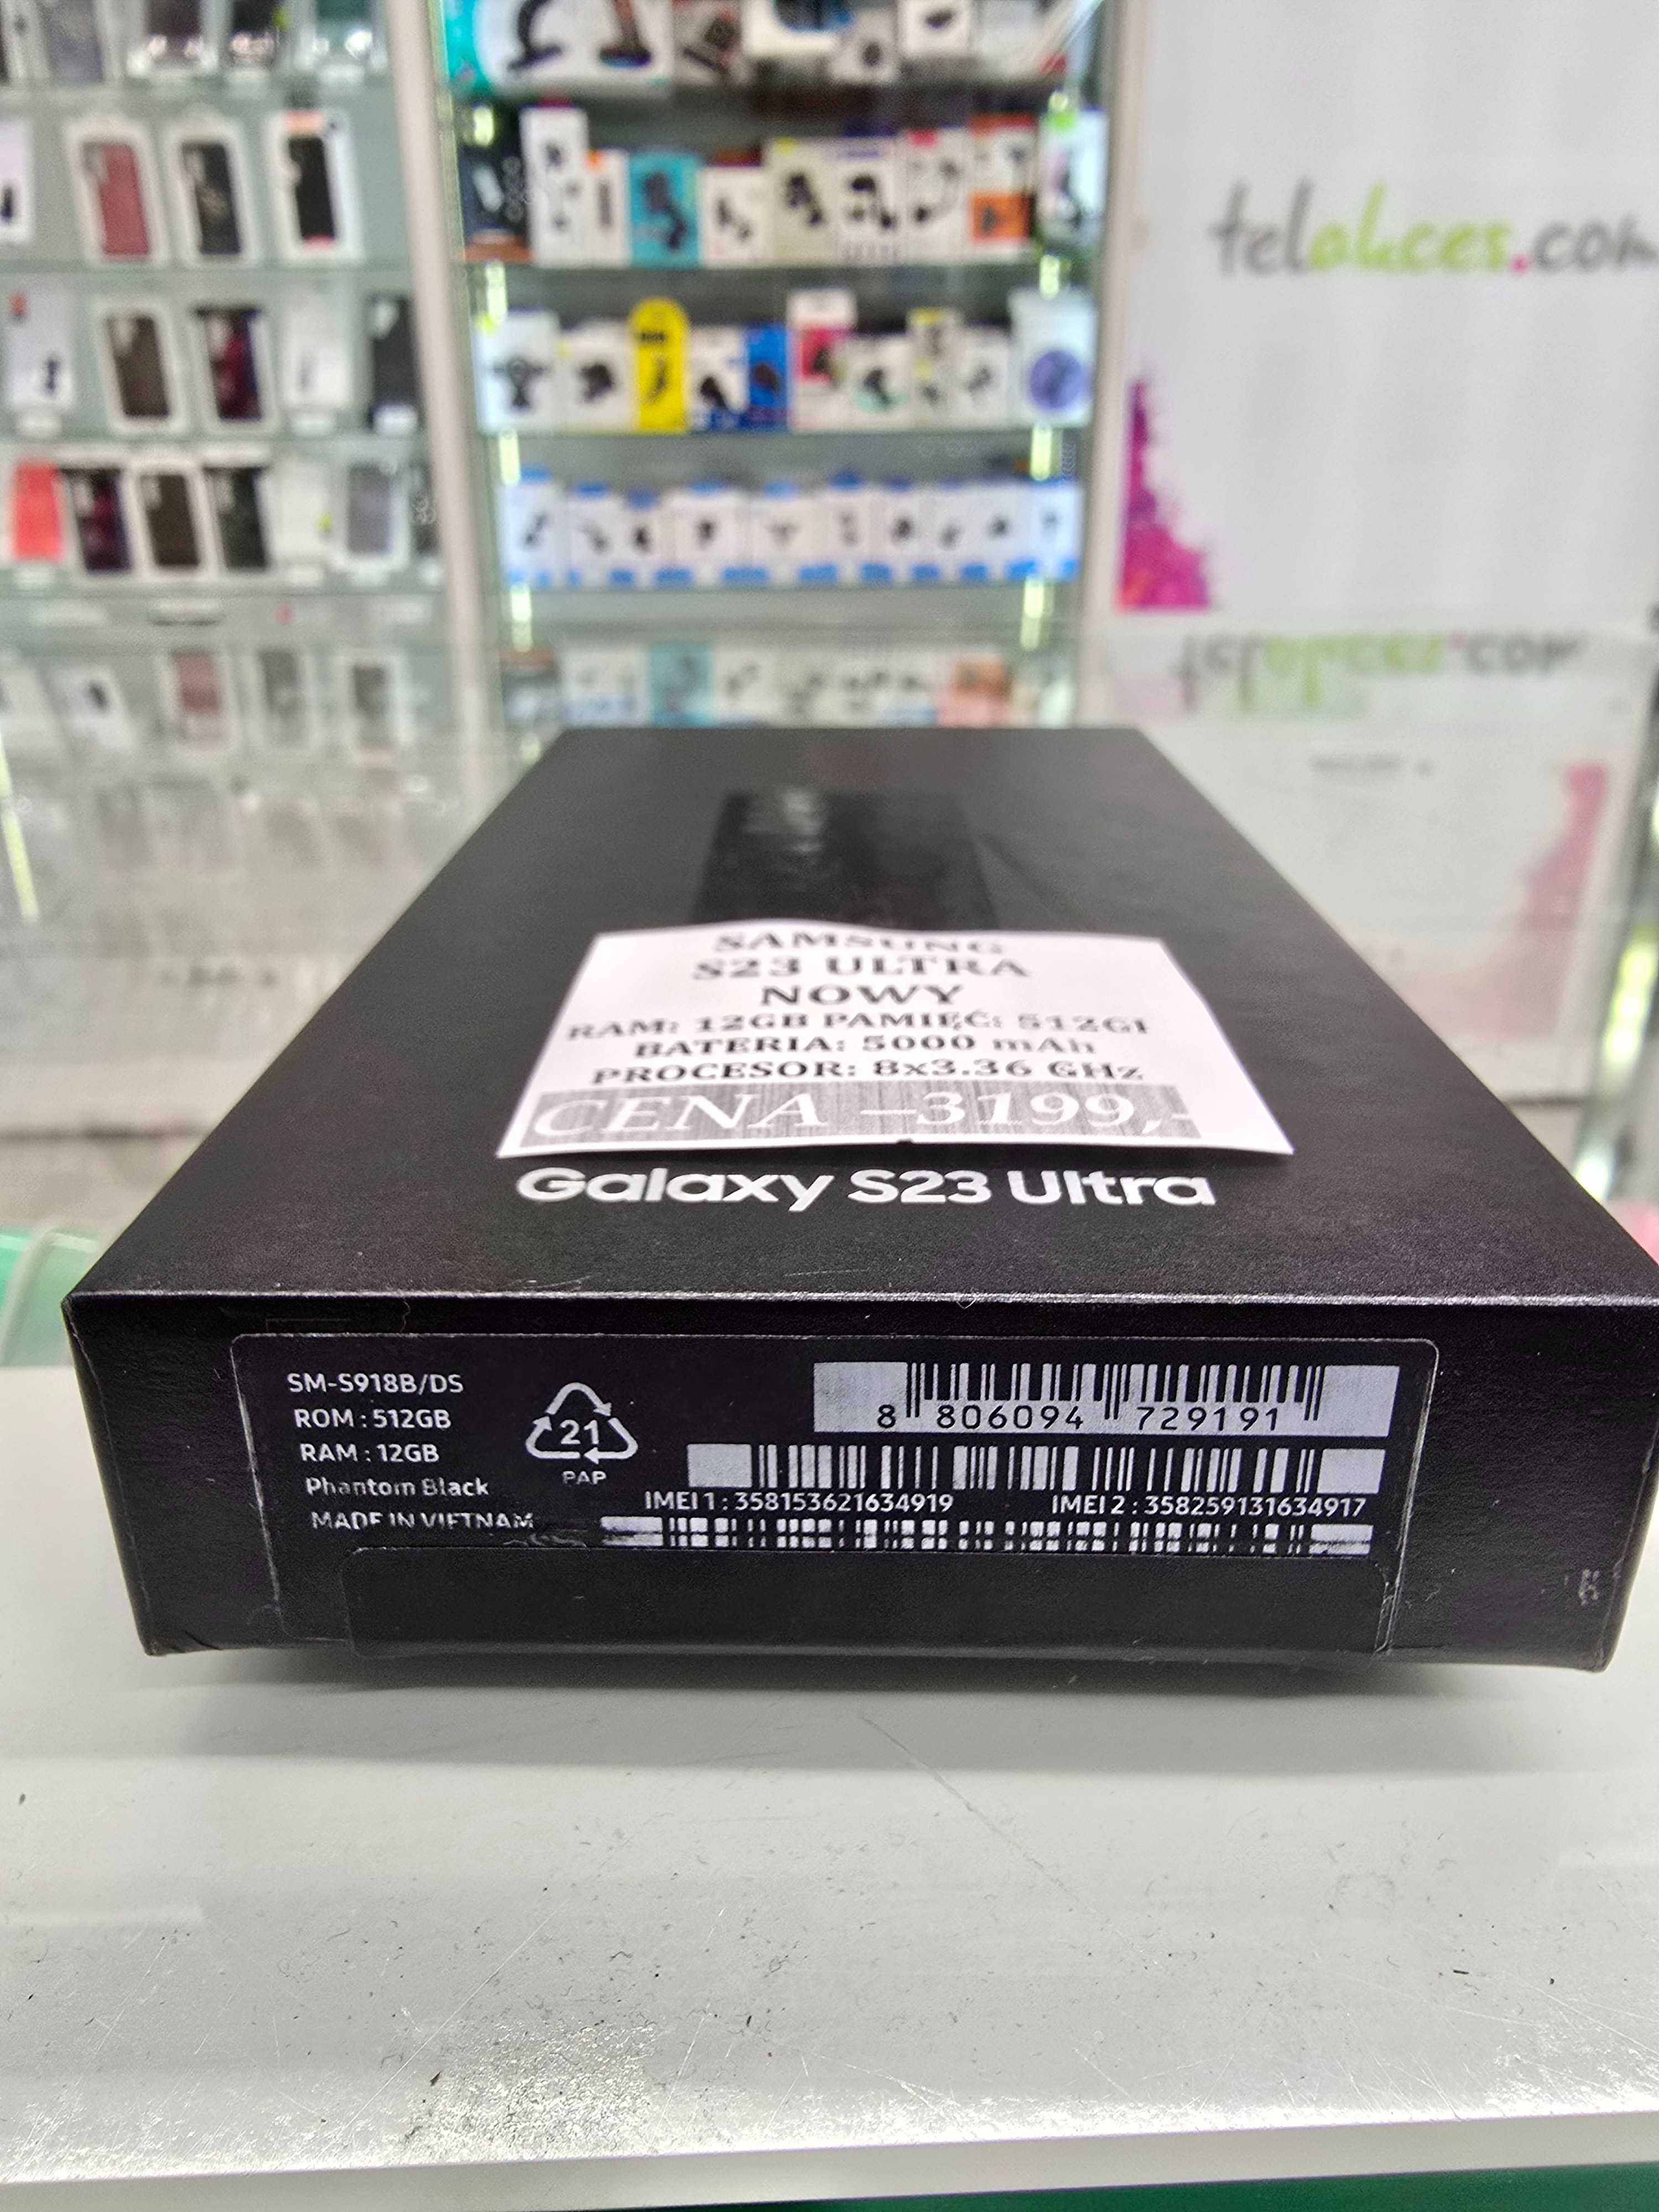 telakces.com
SAMSUNG
S23 ULTRA
NOWY
RAM: 12GB PAMIĘĆ: 512GI
BATERIA: 5000 mAh
PROCESOR: 8x3.36 GHz
CENA -3199,-
Galaxy S23 Ultra
SM-S918B/DS
ROM : 512GB
RAM : 12GB
Phantom Black
MADE IN VIETNAM
21
PAP
8 806094 729191
IMEI 1 : 358153621634919 IMEI 2 : 358259131634917